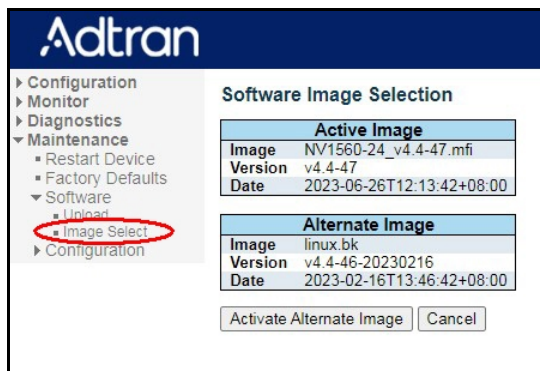 Adtran
Configuration
Monitor
Diagnostics
Maintenance
Restart Device
Factory Defaults
Software
Upload
Image Select
Configuration
Software Image Selection
Active Image
Image NV1560-24_v4.4-47.mfi
Version v4.4-47
Date 2023-06-26T12:13:42+08:00
Alternate Image
Image linux.bk
Version v4.4-46-20230216
Date 2023-02-16T13:46:42+08:00
Activate Alternate Image Cancel